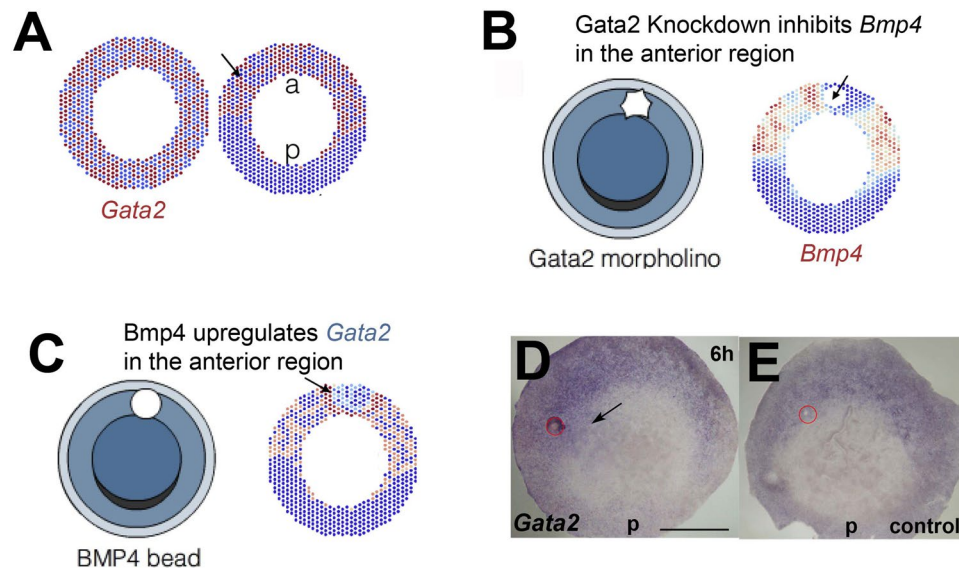 A
a
p
Gata2
B
Gata2 Knockdown inhibits Bmp4
in the anterior region
Gata2 morpholino
Bmp4
C
Bmp4 upregulates Gata2
in the anterior region
BMP4 bead
D
6h
Gata2
p
E
p
control